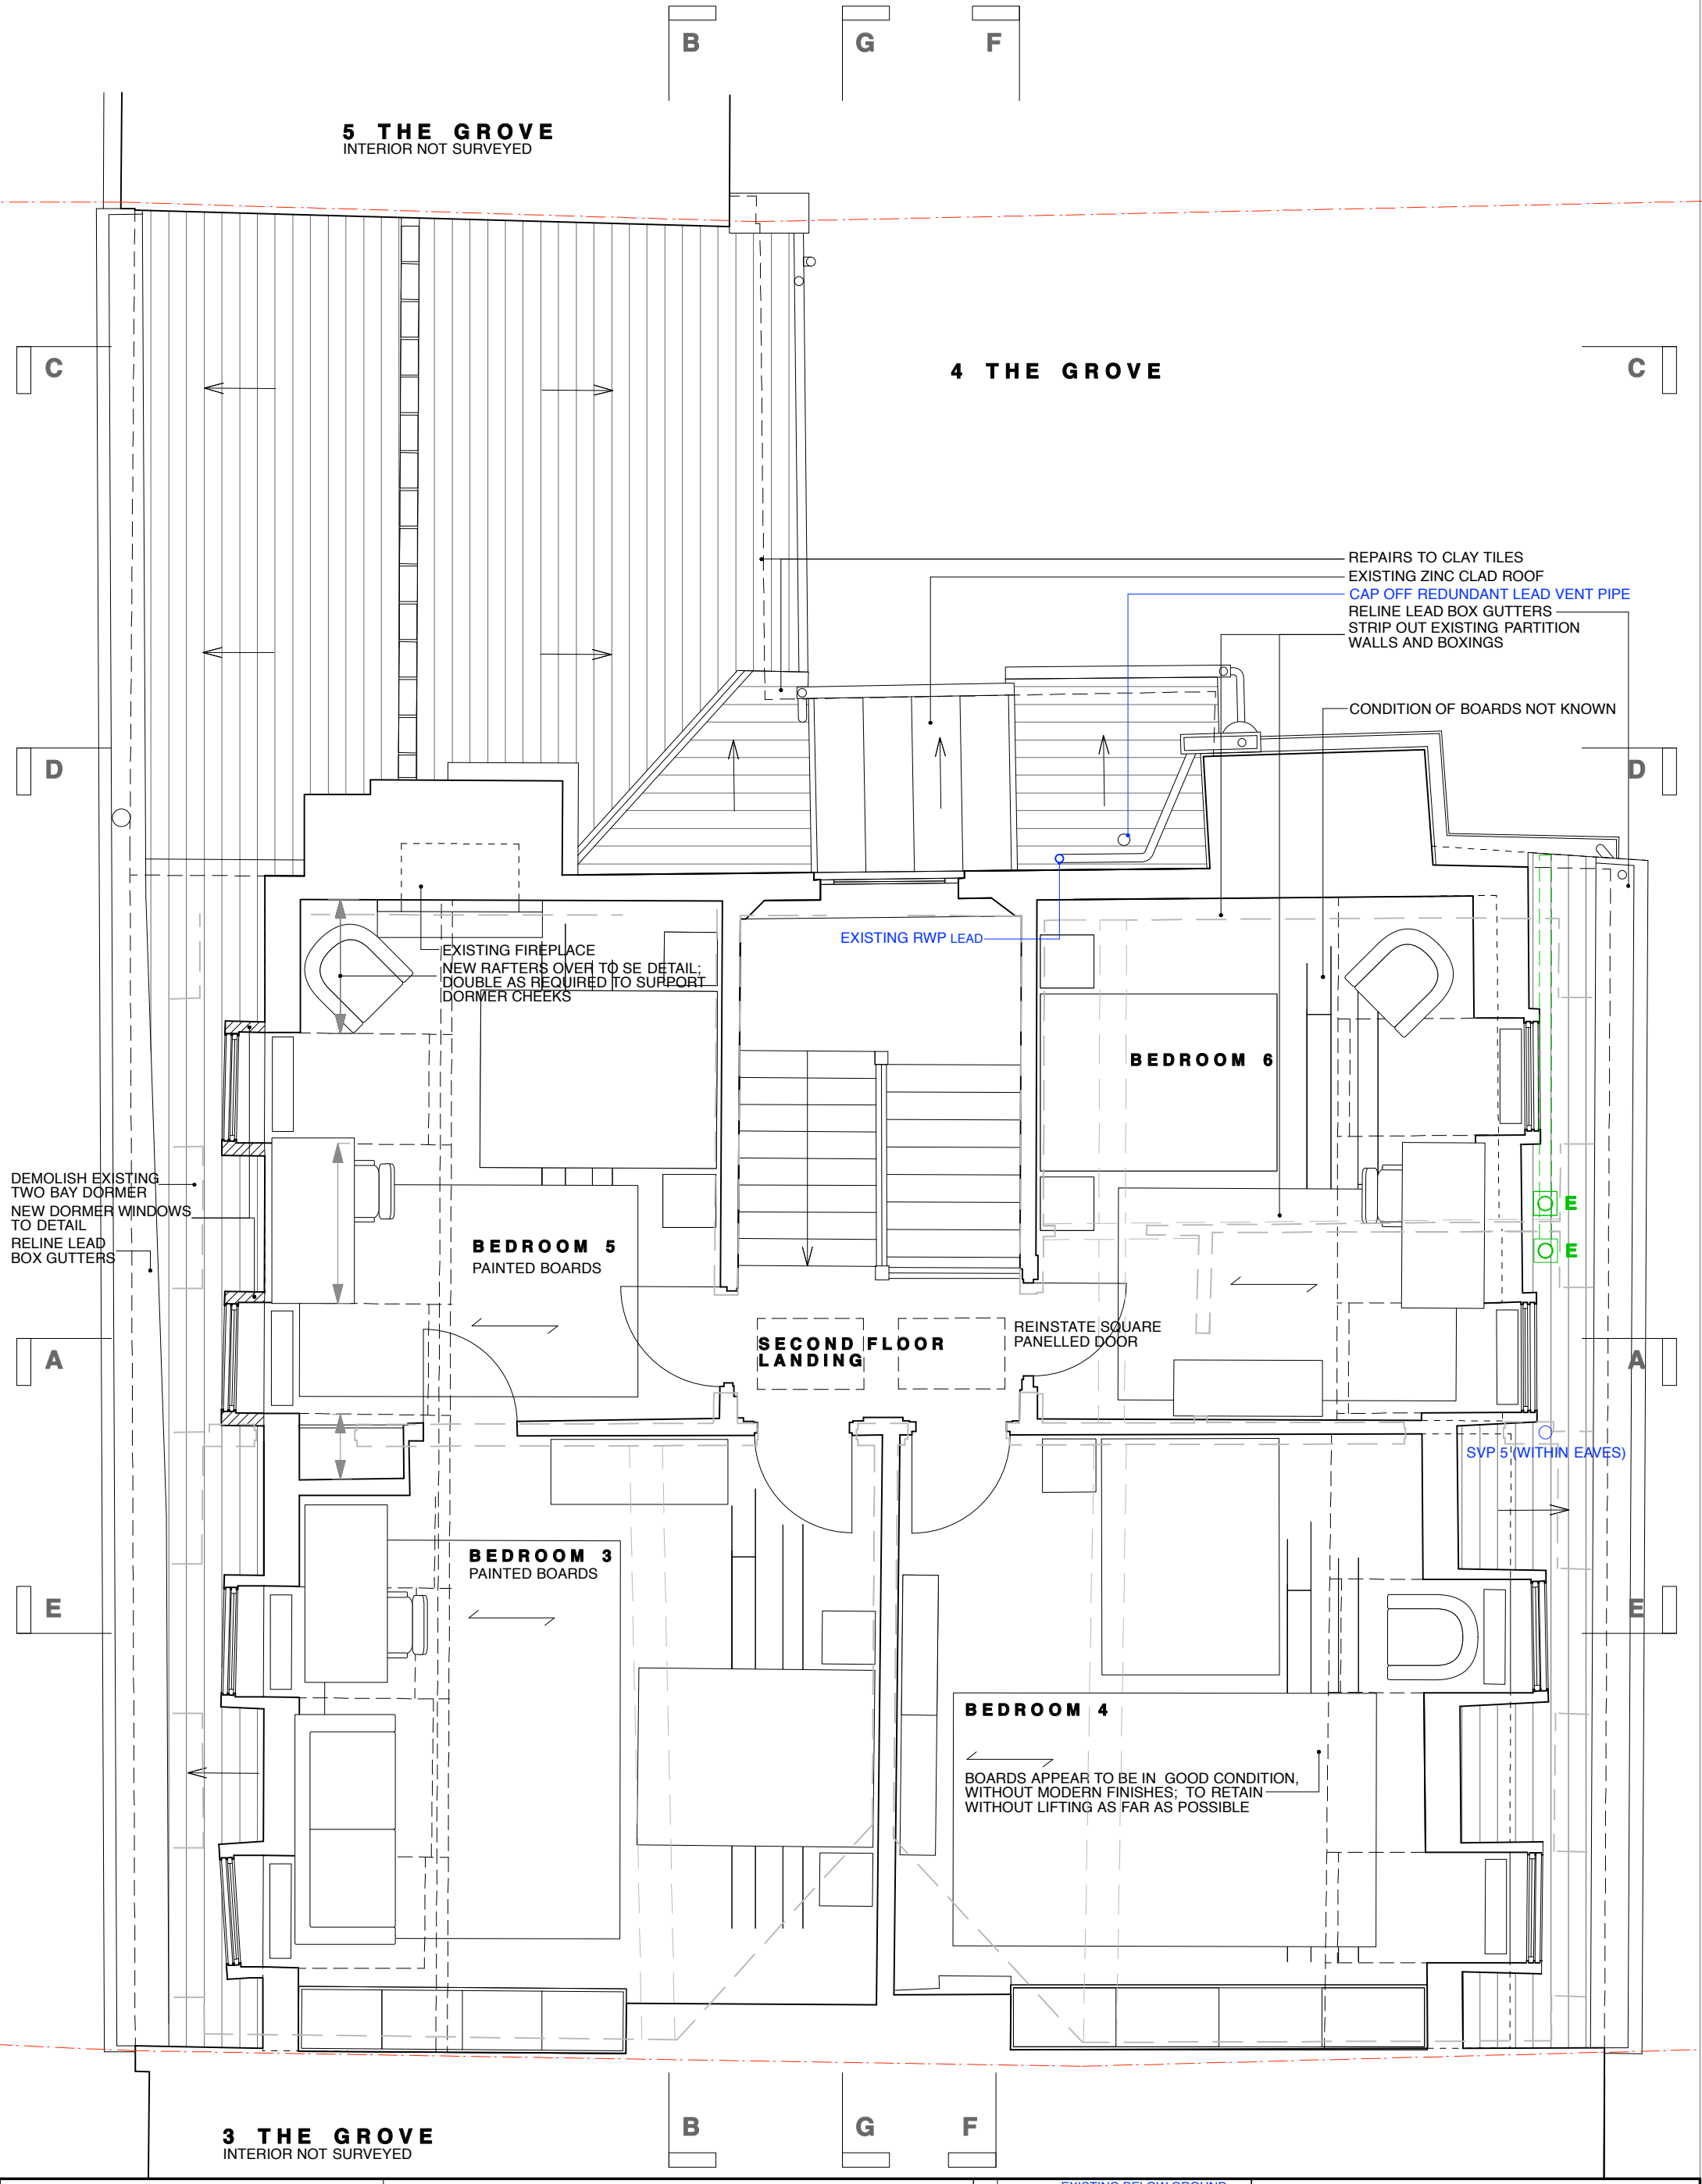 B
G
F
5 THE GROVE
INTERIOR NOT SURVEYED
C
4 THE GROVE
C
REPAIRS TO CLAY TILES
EXISTING ZINC CLAD ROOF
CAP OFF REDUNDANT LEAD VENT PIPE
RELINE LEAD BOX GUTTERS
STRIP OUT EXISTING PARTITION
WALLS AND BOXINGS
CONDITION OF BOARDS NOT KNOWN
D
D
EXISTING RWP LEAD
EXISTING FIREPLACE
NEW RAFTERS OVER TO SE DETAIL;
DOUBLE AS REQUIRED TO SUPPORT
DORMER CHEEKS
BEDROOM 6
DEMOLISH EXISTING
TWO BAY DORMER
NEW DORMER WINDOWS
TO DETAIL
RELINE LEAD
BOX GUTTERS
E
E
BEDROOM 5
PAINTED BOARDS
REINSTATE SQUARE
PANELLED DOOR
SECOND FLOOR
LANDING
A
A
SVP 5 (WITHIN EAVES)
BEDROOM 3
PAINTED BOARDS
E
E
BEDROOM 4
BOARDS APPEAR TO BE IN GOOD CONDITION,
WITHOUT MODERN FINISHES; TO RETAIN
WITHOUT LIFTING AS FAR AS POSSIBLE
3 THE GROVE
INTERIOR NOT SURVEYED
B
G
F
EXISTING BELOW GROUND